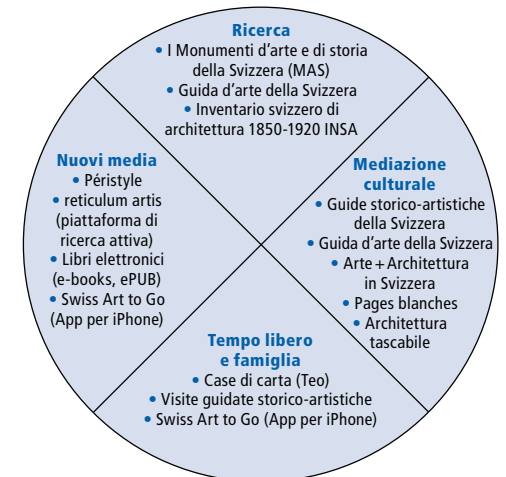 Ricerca
• I Monumenti d'arte e di storia
della Svizzera (MAS)
• Guida d'arte della Svizzera
• Inventario svizzero di
architettura 1850-1920 INSA
Nuovi media
• Péristyle
• reticulum artis
(piattaforma di
ricerca attiva)
• Libri elettronici
(e-books, ePUB)
• Swiss Art to Go
(App per iPhone)
Mediazione
culturale
• Guide storico-artistiche
della Svizzera
• Guida d'arte della Svizzera
• Arte + Architettura
in Svizzera
• Pages blanches
• Architettura
tascabile
Tempo libero
e famiglia
• Case di carta (Teo)
• Visite guidate storico-artistiche
• Swiss Art to Go (App per iPhone)